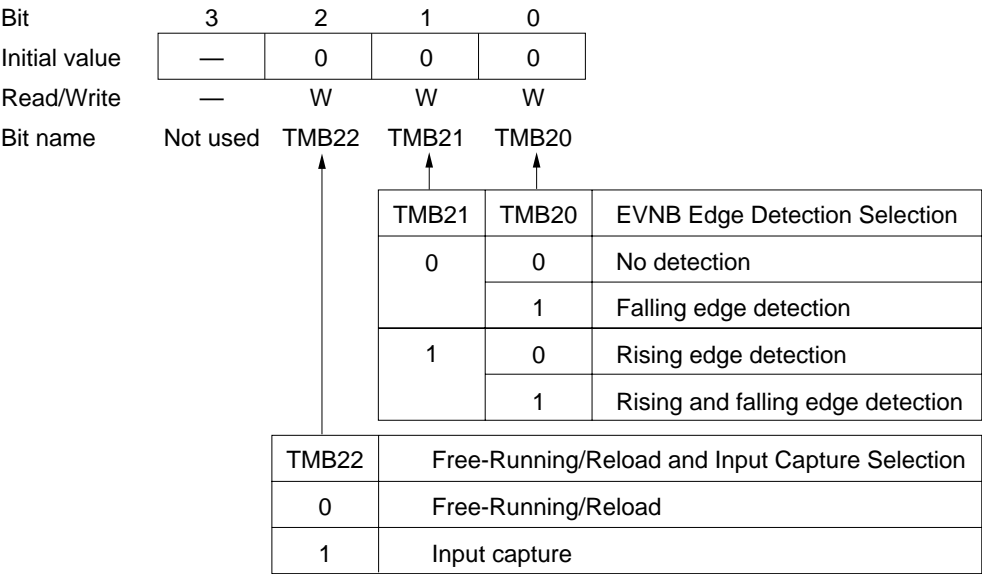 Bit 3 2 1 0
Initial value — 0 0 0
Read/Write — W W W
Bit name Not used TMB22 TMB21 TMB20
TMB21 TMB20 EVNB Edge Detection Selection
0 0 No detection
1 Falling edge detection
1 0 Rising edge detection
1 Rising and falling edge detection
TMB22 Free-Running/Reload and Input Capture Selection
0 Free-Running/Reload
1 Input capture